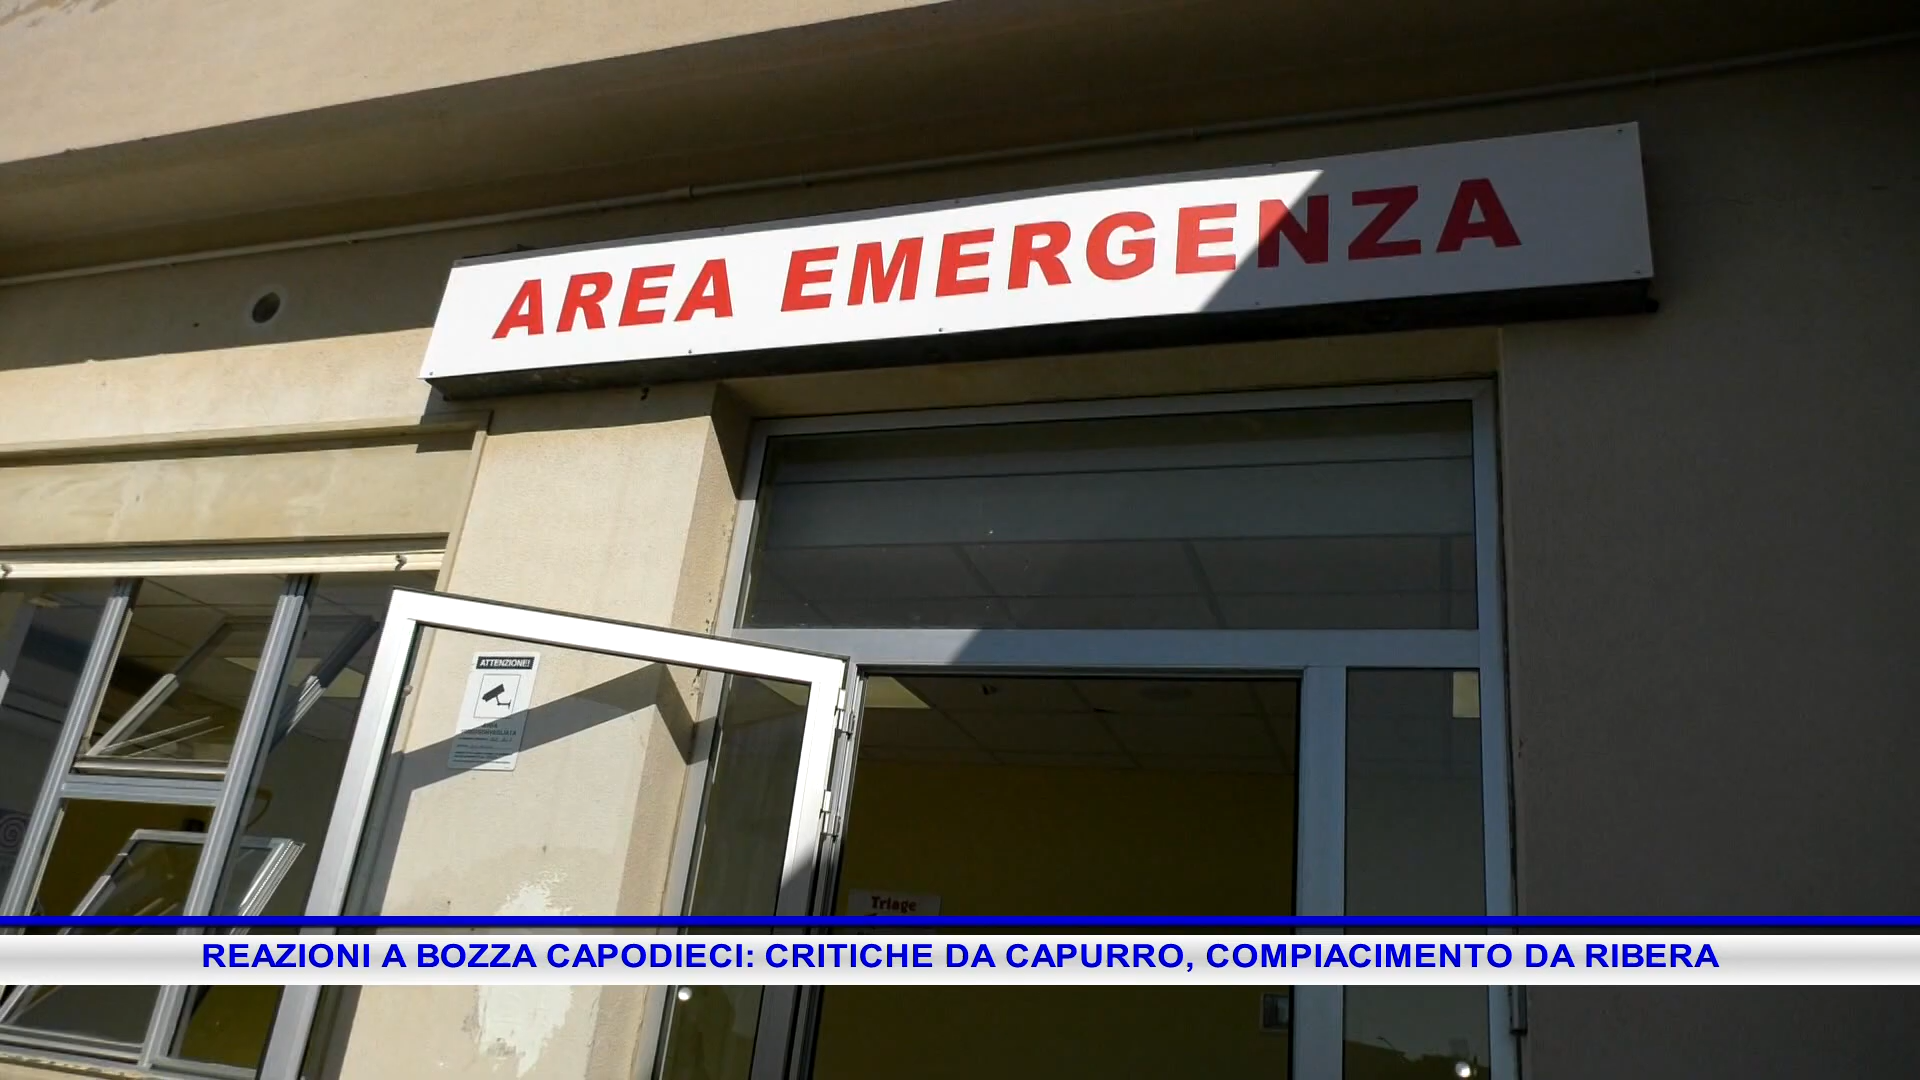 AREA EMERGENZA
ATTENZIONE!
Triage
REAZIONI A BOZZA CAPODIECI: CRITICHE DA CAPURRO, COMPIACIMENTO DA RIBERA